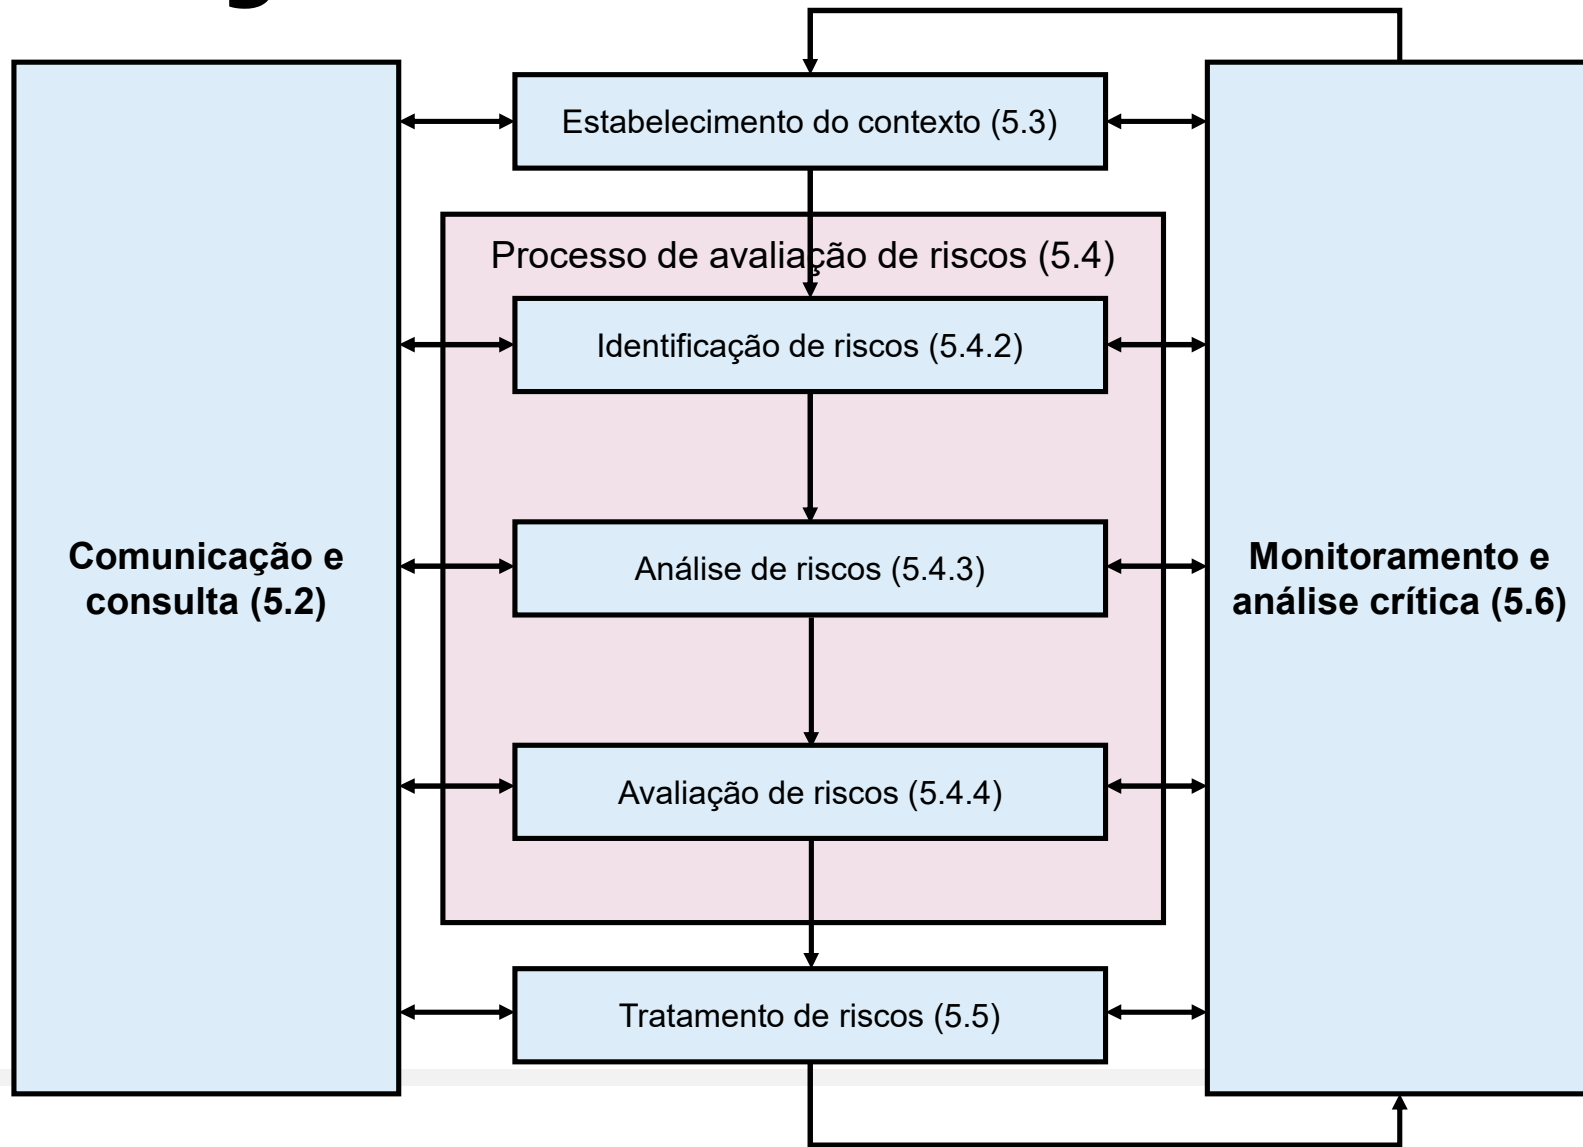 Estabelecimento do contexto (5.3)
Processo de avaliação de riscos (5.4)
Identificação de riscos (5.4.2)
Comunicação e
consulta (5.2)
Análise de riscos (5.4.3)
Monitoramento e
análise crítica (5.6)
Avaliação de riscos (5.4.4)
Tratamento de riscos (5.5)